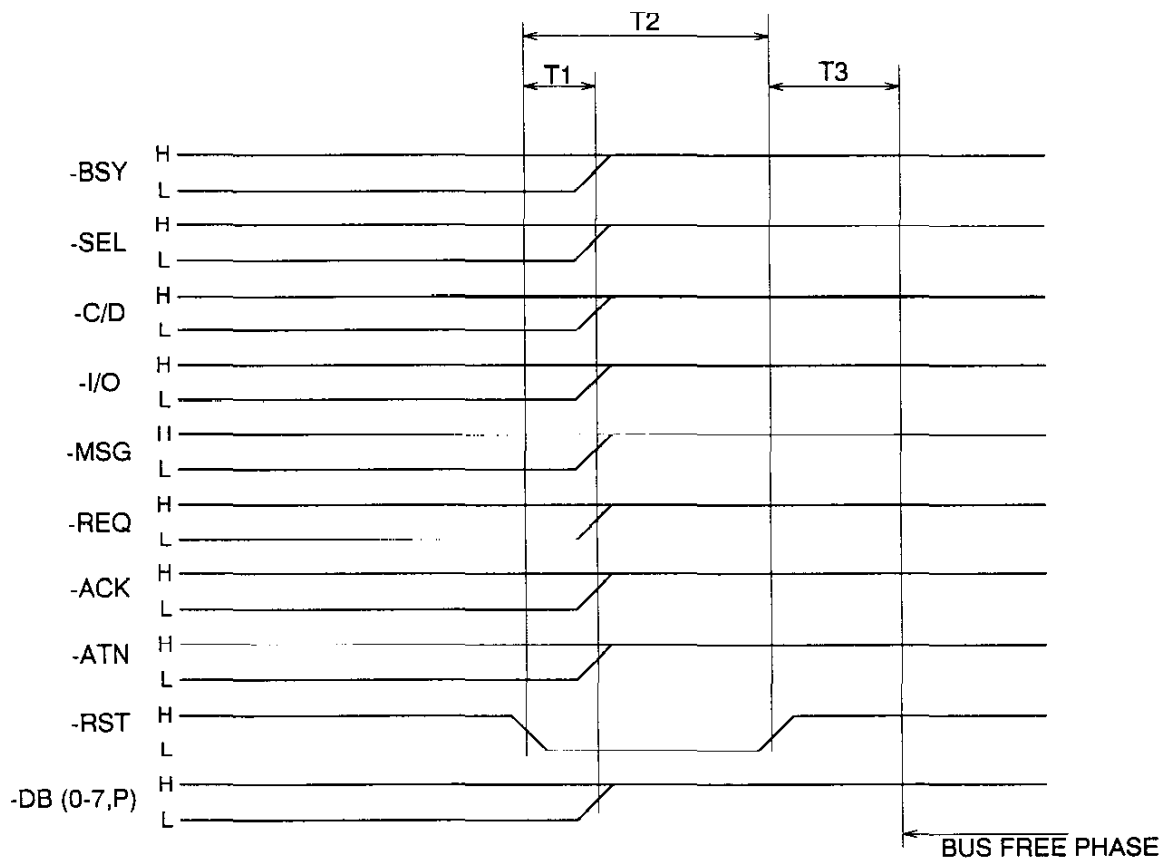 T2
T1
T3
-BSY H
L
-SEL H
L
-C/D H
L
-I/O H
L
-MSG H
L
-REQ H
L
-ACK H
L
-ATN H
L
-RST H
L
-DB (0-7,P) H
L
BUS FREE PHASE